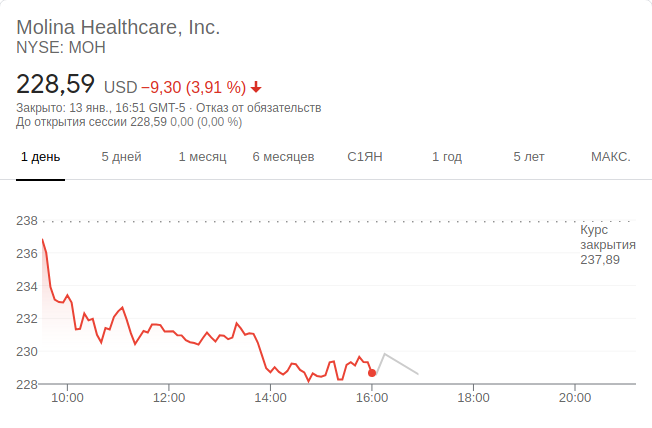 Molina Healthcare, Inc.
NYSE: MOH
228,59 USD −9,30 (3,91 %)
Закрыто: 13 янв., 16:51 GMT-5 · Отказ от обязательств
До открытия сессии 228,59 0,00 (0,00 %)
1 день 5 дней 1 месяц 6 месяцев С1ЯН 1 год 5 лет МАКС.
238
Курс
закрытия
237,89
236
234
232
230
228
10:00 12:00 14:00 16:00 18:00 20:00